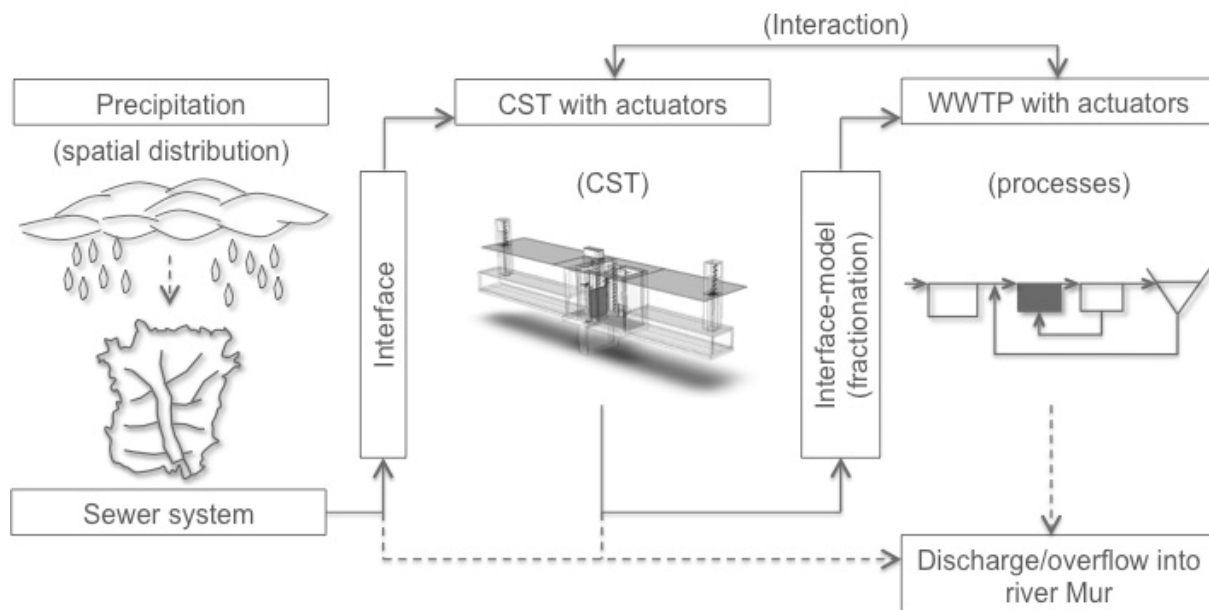 (Interaction)
Precipitation
CST with actuators
WWTP with actuators
(spatial distribution)
(CST)
(processes)
Interface
Interface-model
(fractionation)
Sewer system
Discharge/overflow into
river Mur